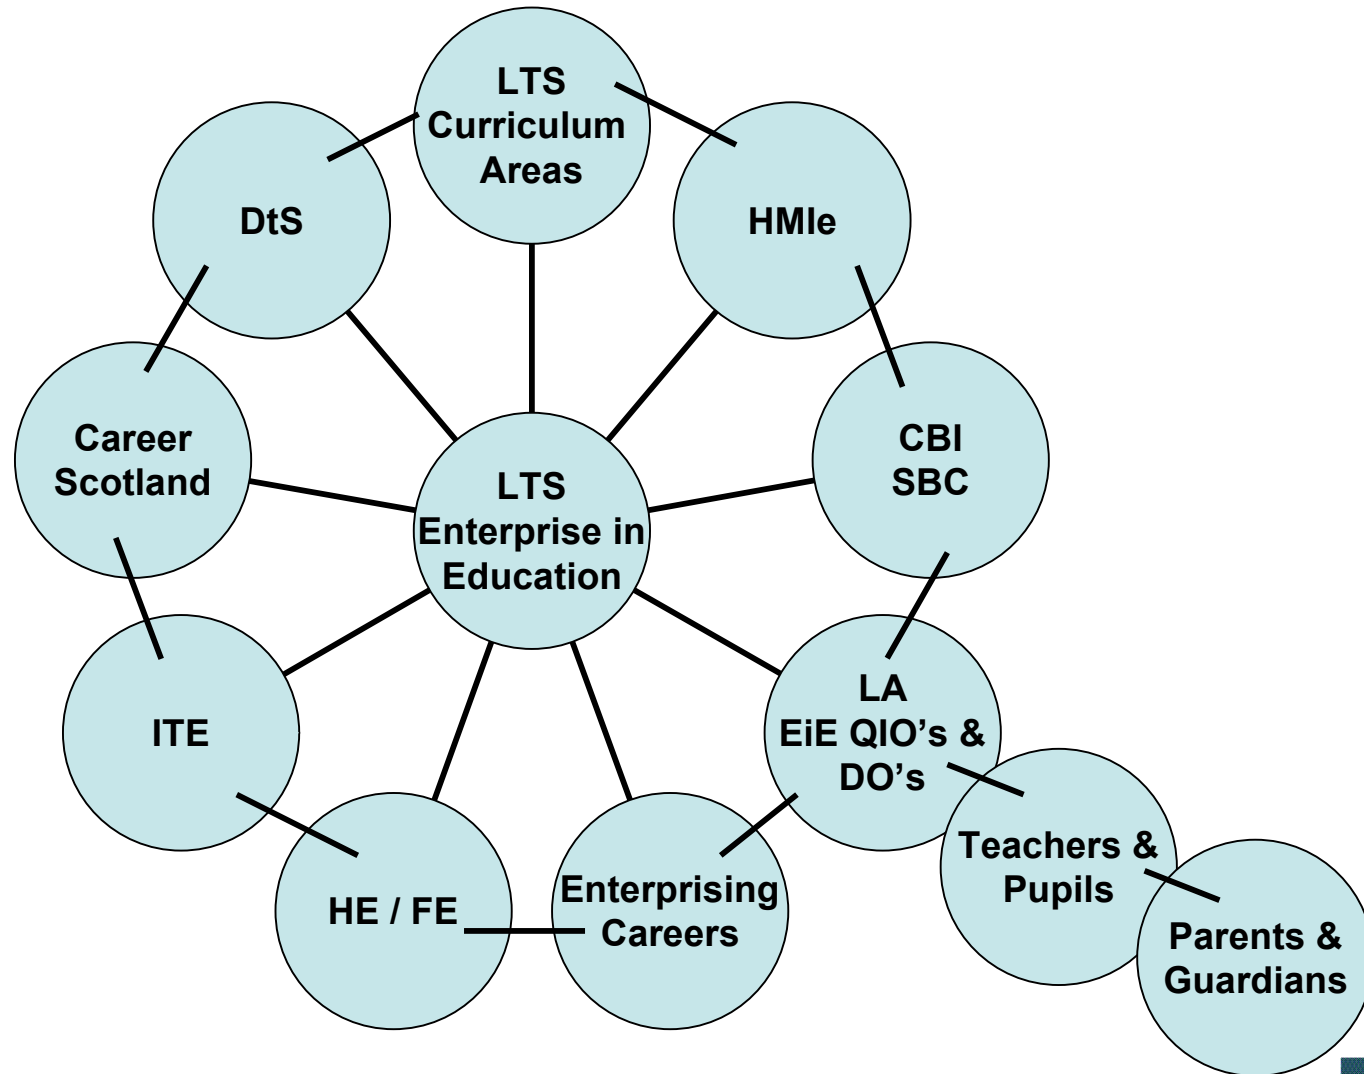 LTS
Curriculum
Areas
DtS
HMIe
Career
Scotland
CBI
SBC
LTS
Enterprise in
Education
ITE
LA
EiE QIO’s &
DO’s
HE / FE
Enterprising
Careers
Teachers &
Pupils
Parents &
Guardians